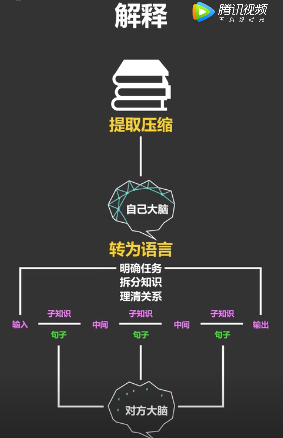 解释
腾讯视频
提取压缩
自己大脑
转为语言
明确任务
拆分知识
理清关系
子知识 子知识 子知识
输入 中间 中间 输出
句子 句子 句子
对方大脑